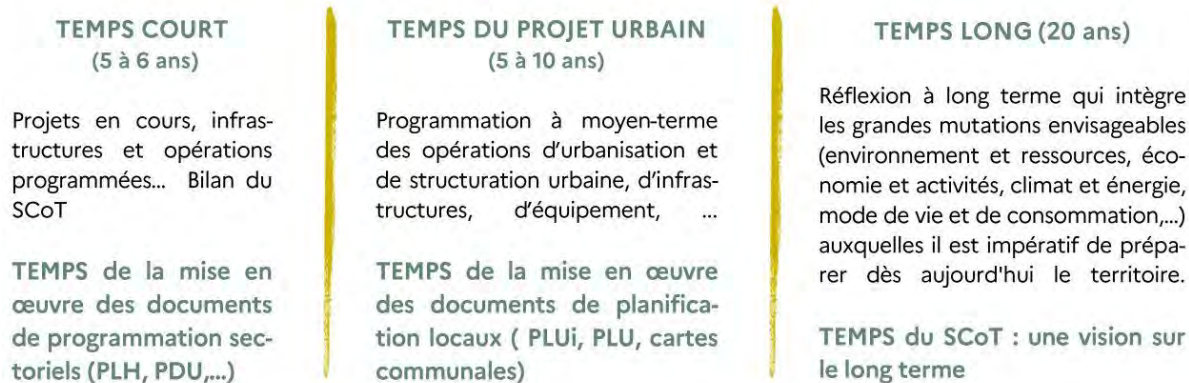 TEMPS COURT
(5 à 6 ans)
Projets en cours, infras-
tructures et opérations
programmées... Bilan du
SCoT
TEMPS de la mise en
œuvre des documents
de programmation sec-
toriels (PLH, PDU,...)
TEMPS DU PROJET URBAIN
(5 à 10 ans)
Programmation à moyen-terme
des opérations d'urbanisation et
de structuration urbaine, d'infras-
tructures, d'équipement, ...
TEMPS de la mise en œuvre
des documents de planifica-
tion locaux ( PLUi, PLU, cartes
communales)
TEMPS LONG (20 ans)
Réflexion à long terme qui intègre
les grandes mutations envisageables
(environnement et ressources, éco-
nomie et activités, climat et énergie,
mode de vie et de consommation,...)
auxquelles il est impératif de prépa-
rer dès aujourd'hui le territoire.
TEMPS du SCoT : une vision sur
le long terme